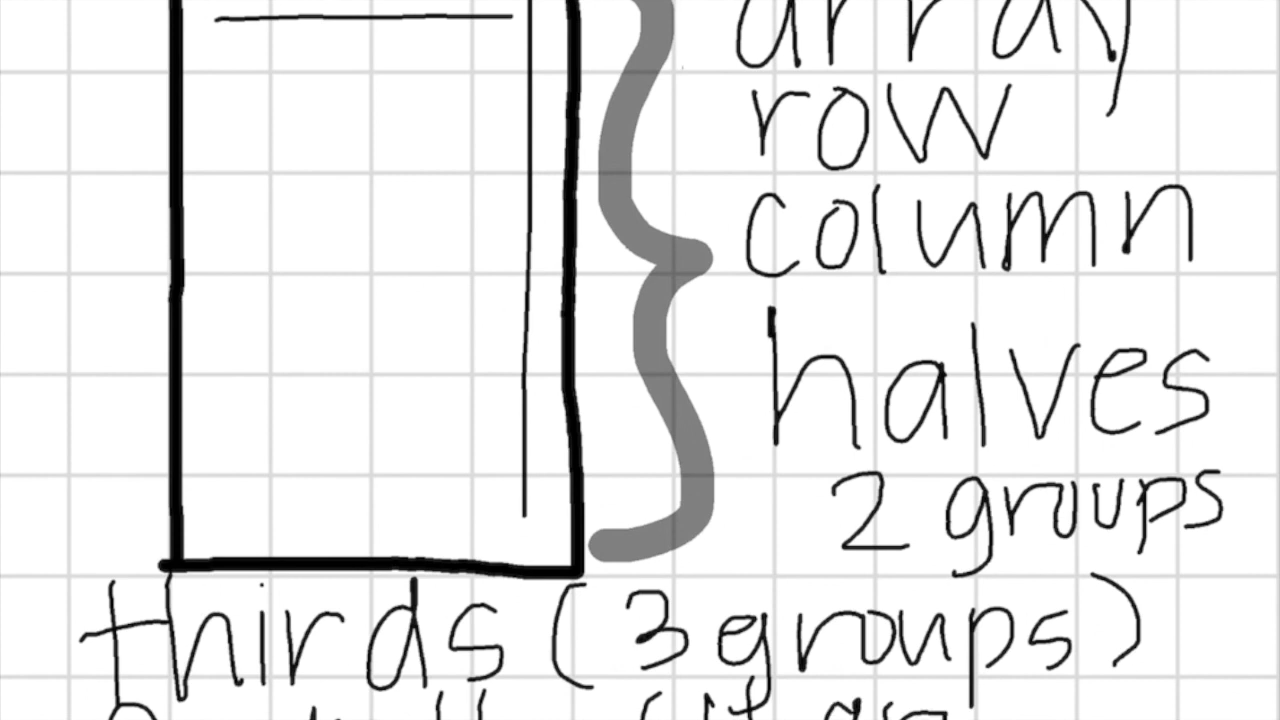 array
row
column
halves
2 groups
thirds (3 groups)